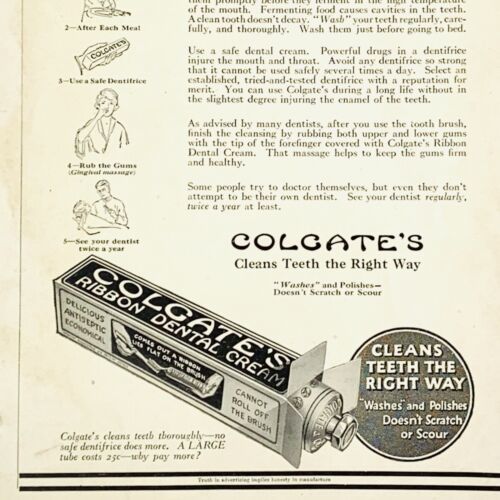 them promptly before they ferment in the high temperature
of the mouth. Fermenting food causes cavities in the teeth.
A clean tooth doesn't decay. "Wash" your teeth regularly, care-
fully, and thoroughly. Wash them just before going to bed.
2—After Each Meal
COLGATE'S
3—Use a Safe Dentifrice
Use a safe dental cream. Powerful drugs in a dentifrice
injure the mouth and throat. Avoid any dentifrice so strong
that it cannot be used safely several times a day. Select an
established, tried-and-tested dentifrice with a reputation for
merit. You can use Colgate's during a long life without in
the slightest degree injuring the enamel of the teeth.
4—Rub the Gums
(Gingival massage)
As advised by many dentists, after you use the tooth brush,
finish the cleansing by rubbing both upper and lower gums
with the tip of the forefinger covered with Colgate's Ribbon
Dental Cream. That massage helps to keep the gums firm
and healthy.
5—See your dentist
twice a year
Some people try to doctor themselves, but even they don't
attempt to be their own dentist. See your dentist regularly,
twice a year at least.
COLGATE'S
Cleans Teeth the Right Way
"Washes" and Polishes—
Doesn't Scratch or Scour
COLGATE'S
RIBBON DENTAL CREAM
DELICIOUS
ANTISEPTIC
ECONOMICAL
COMES OUT A RIBBON
LIES FLAT ON THE BRUSH
CANNOT
ROLL OFF
THE BRUSH
CLEANS
TEETH THE
RIGHT WAY
"Washes" and Polishes
Doesn't Scratch
or Scour
Colgate's cleans teeth thoroughly—no
safe dentifrice does more. A LARGE
tube costs 25c—why pay more?
Truth in advertising implies honesty in manufacture